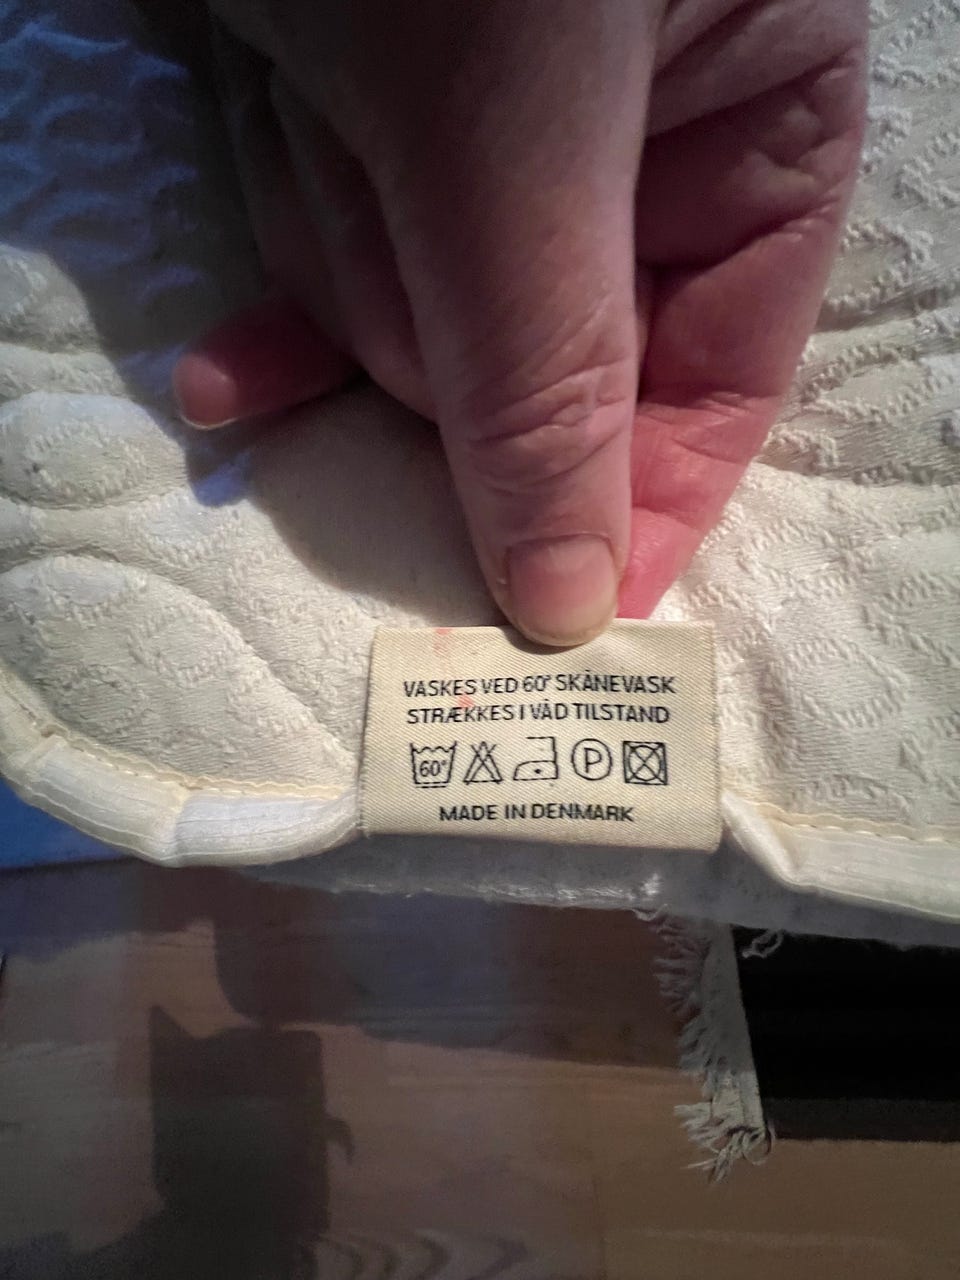 VASKES VED 60° SKÅNEVASK
STRÆKKES I VÅD TILSTAND
60° P
MADE IN DENMARK